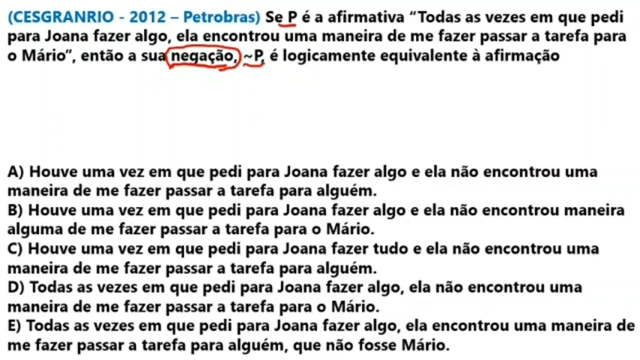 (CESGRANRIO - 2012 – Petrobras) Se P é a afirmativa “Todas as vezes em que pedi
para Joana fazer algo, ela encontrou uma maneira de me fazer passar a tarefa para
o Mário”, então a sua negação, ~P, é logicamente equivalente à afirmação
A) Houve uma vez em que pedi para Joana fazer algo e ela não encontrou uma
maneira de me fazer passar a tarefa para alguém.
B) Houve uma vez em que pedi para Joana fazer algo e ela não encontrou maneira
alguma de me fazer passar a tarefa para o Mário.
C) Houve uma vez em que pedi para Joana fazer tudo e ela não encontrou uma
maneira de me fazer passar a tarefa para alguém.
D) Todas as vezes em que pedi para Joana fazer algo, ela não encontrou uma
maneira de me fazer passar a tarefa para o Mário.
E) Todas as vezes em que pedi para Joana fazer algo, ela encontrou uma maneira de
me fazer passar a tarefa para alguém, que não fosse Mário.